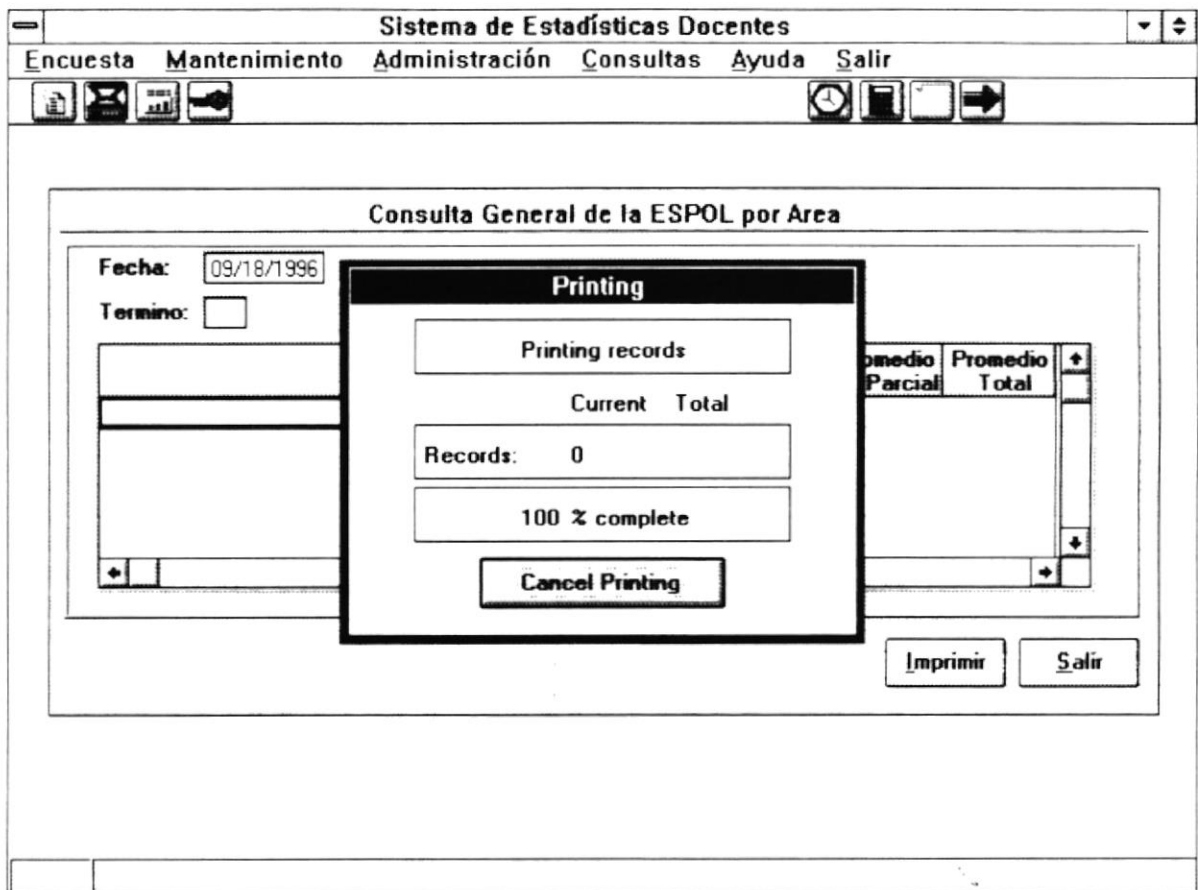 Sistema de Estadísticas Docentes
Encuesta Mantenimiento Administración Consultas Ayuda Salir
Consulta General de la ESPOL por Area
Fecha: 09/18/1996
Termino:
Printing
Printing records
Promedio
Parcial Total
Current Total
Records: 0
100 % complete
Cancel Printing
Imprimir Salir